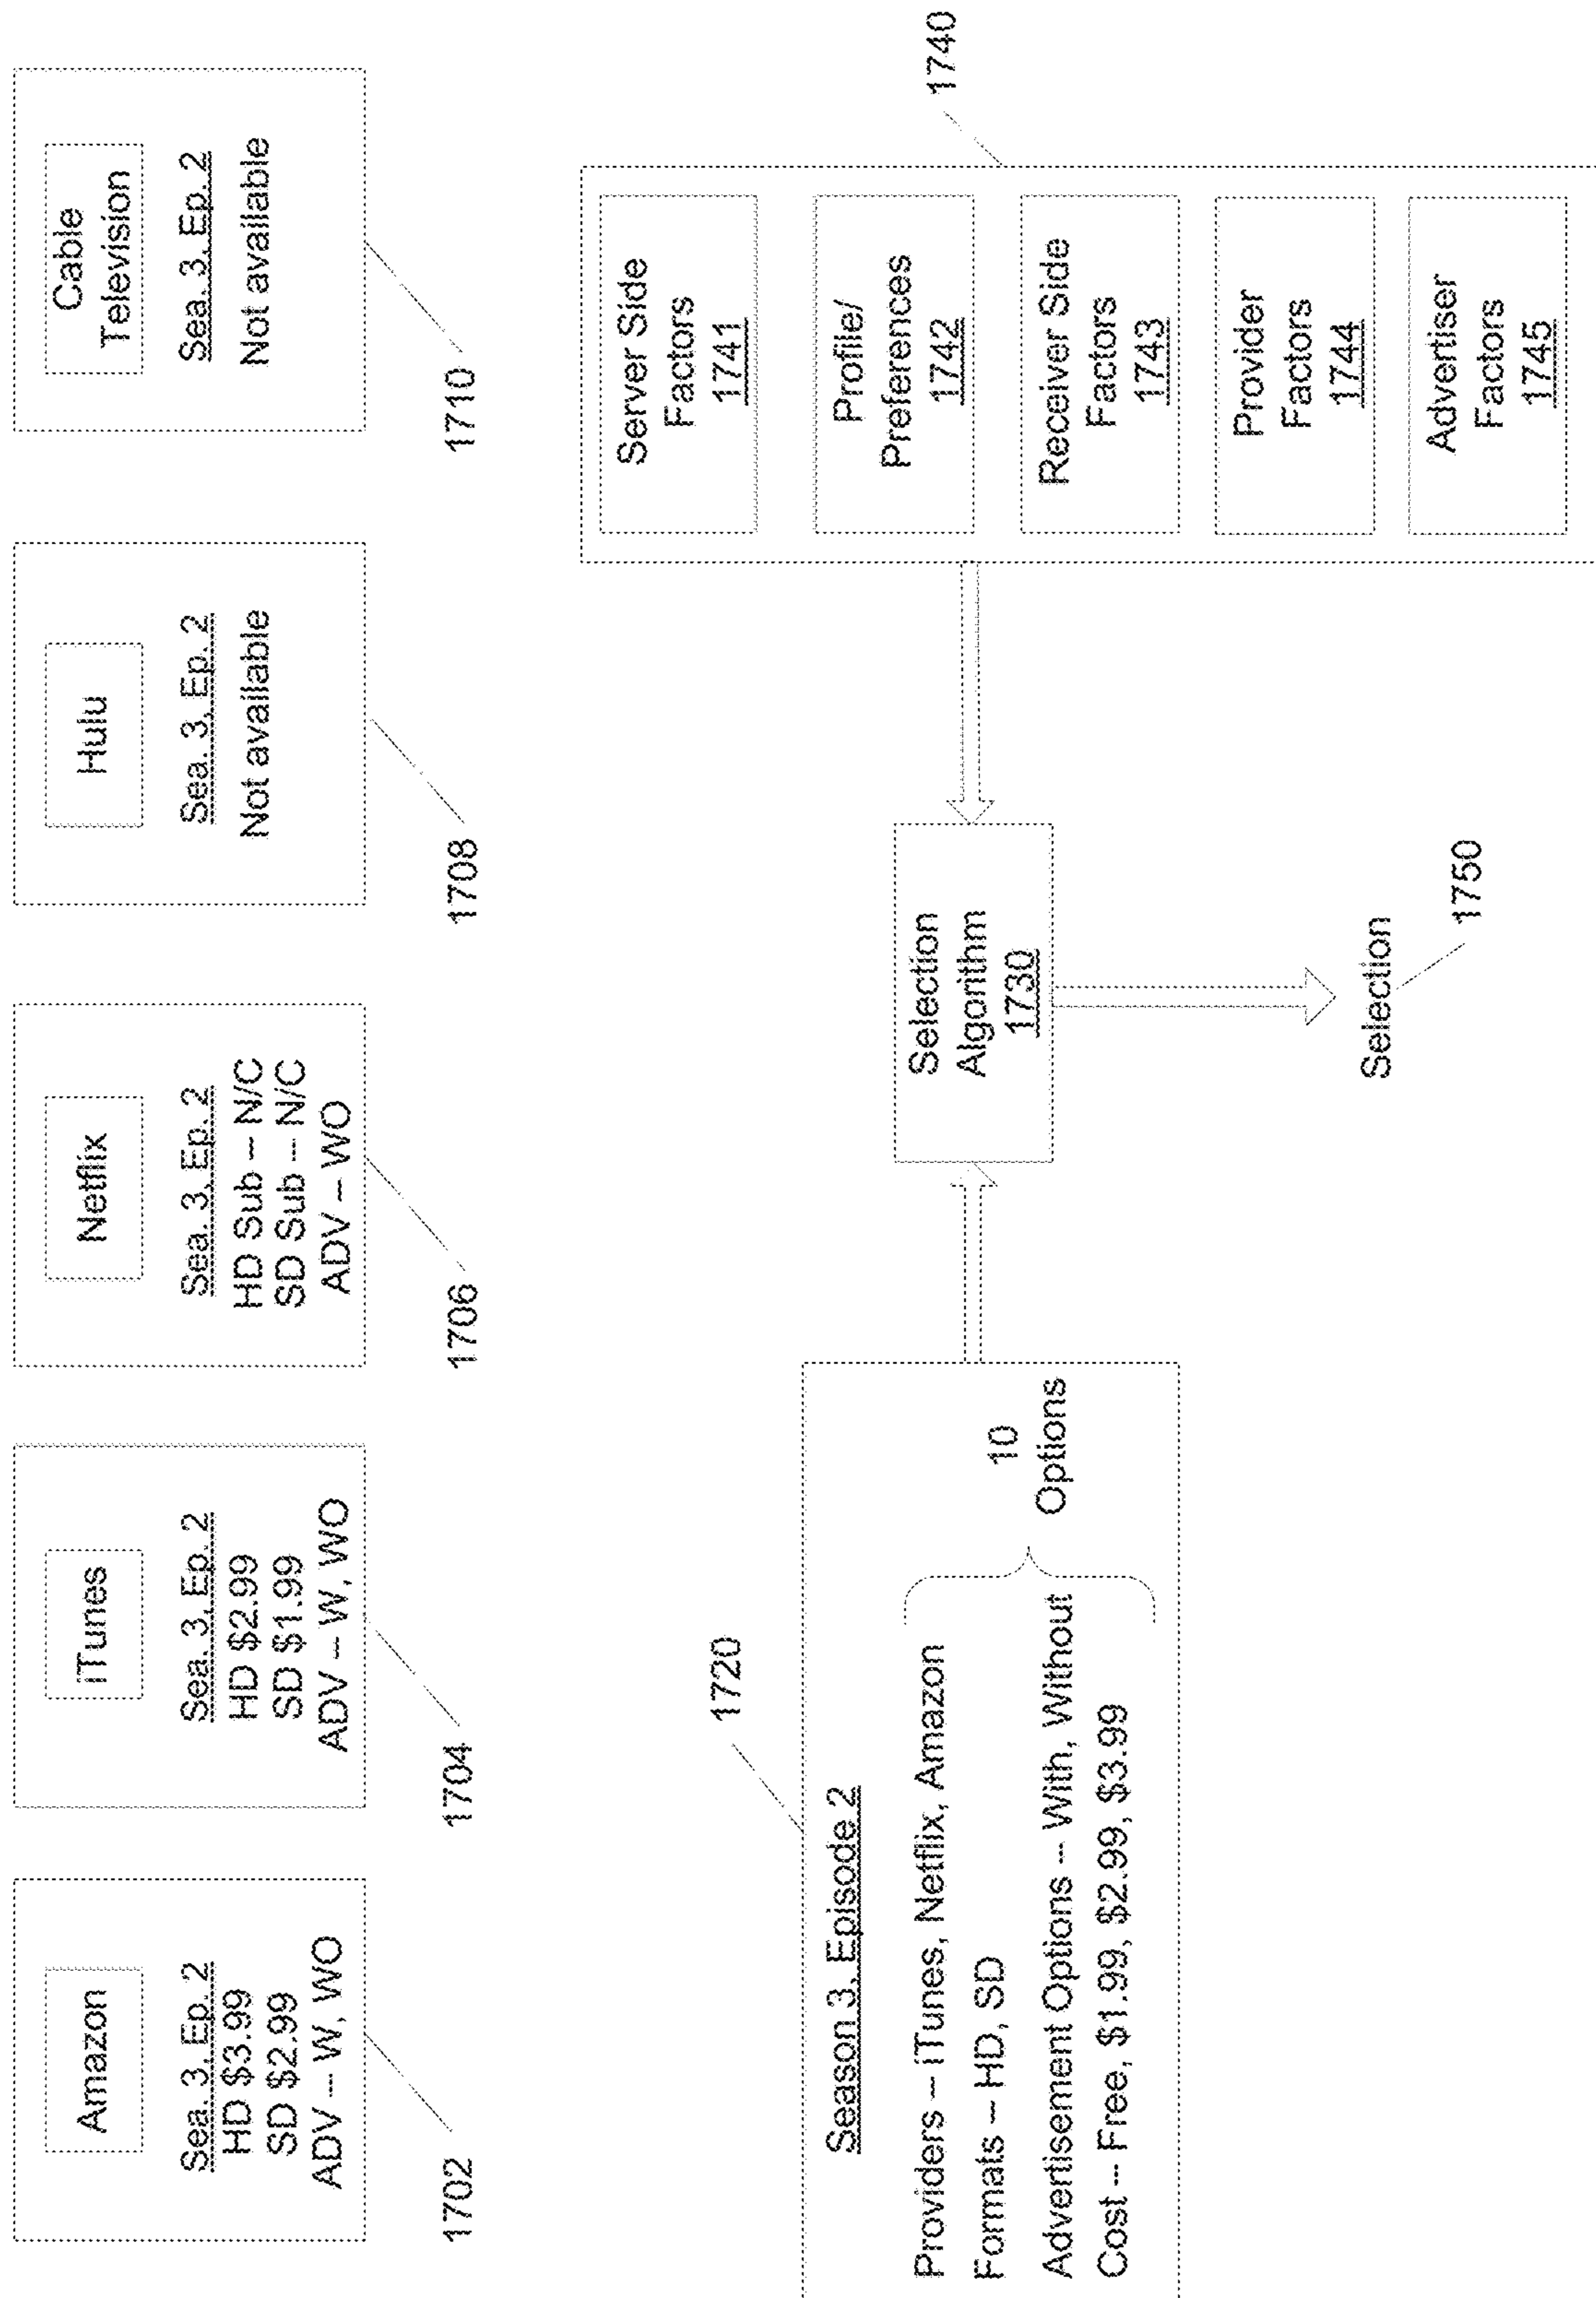 Amazon
Sea. 3, Ep. 2
HD $3.99
SD $2.99
ADV -- W, WO
1702
iTunes
Sea. 3, Ep. 2
HD $2.99
SD $1.99
ADV -- W, WO
1704
Netflix
Sea. 3, Ep. 2
HD Sub -- N/C
SD Sub -- N/C
ADV -- WO
1706
Hulu
Sea. 3, Ep. 2
Not available
1708
Cable
Television
Sea. 3, Ep. 2
Not available
1710
1720
Season 3, Episode 2
Providers -- iTunes, Netflix, Amazon
Formats -- HD, SD
Advertisement Options -- With, Without
Cost -- Free, $1.99, $2.99, $3.99
10
Options
Selection
Algorithm
1730
Selection
1750
1740
Server Side
Factors
1741
Profile/
Preferences
1742
Receiver Side
Factors
1743
Provider
Factors
1744
Advertiser
Factors
1745